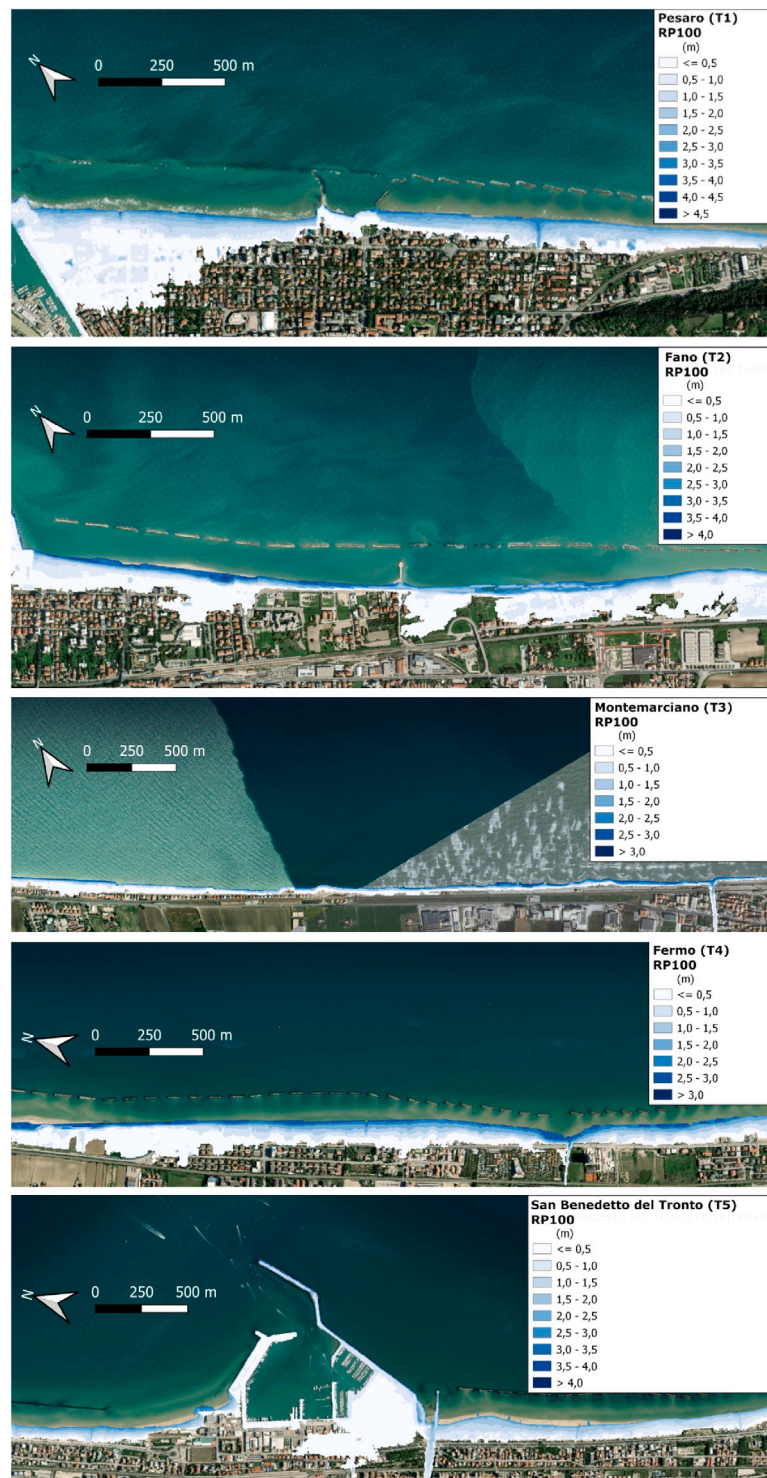 Pesaro (T1)
RP100
(m)
<= 0,5
0,5 - 1,0
1,0 - 1,5
1,5 - 2,0
2,0 - 2,5
2,5 - 3,0
3,0 - 3,5
3,5 - 4,0
4,0 - 4,5
> 4,5
N
0 250 500 m
Fano (T2)
RP100
(m)
<= 0,5
0,5 - 1,0
1,0 - 1,5
1,5 - 2,0
2,0 - 2,5
2,5 - 3,0
3,0 - 3,5
3,5 - 4,0
> 4,0
N
0 250 500 m
Montemarciano (T3)
RP100
(m)
<= 0,5
0,5 - 1,0
1,0 - 1,5
1,5 - 2,0
2,0 - 2,5
2,5 - 3,0
> 3,0
N
0 250 500 m
Fermo (T4)
RP100
(m)
<= 0,5
0,5 - 1,0
1,0 - 1,5
1,5 - 2,0
2,0 - 2,5
2,5 - 3,0
> 3,0
N
0 250 500 m
San Benedetto del Tronto (T5)
RP100
(m)
<= 0,5
0,5 - 1,0
1,0 - 1,5
1,5 - 2,0
2,0 - 2,5
2,5 - 3,0
3,0 - 3,5
3,5 - 4,0
> 4,0
N
0 250 500 m